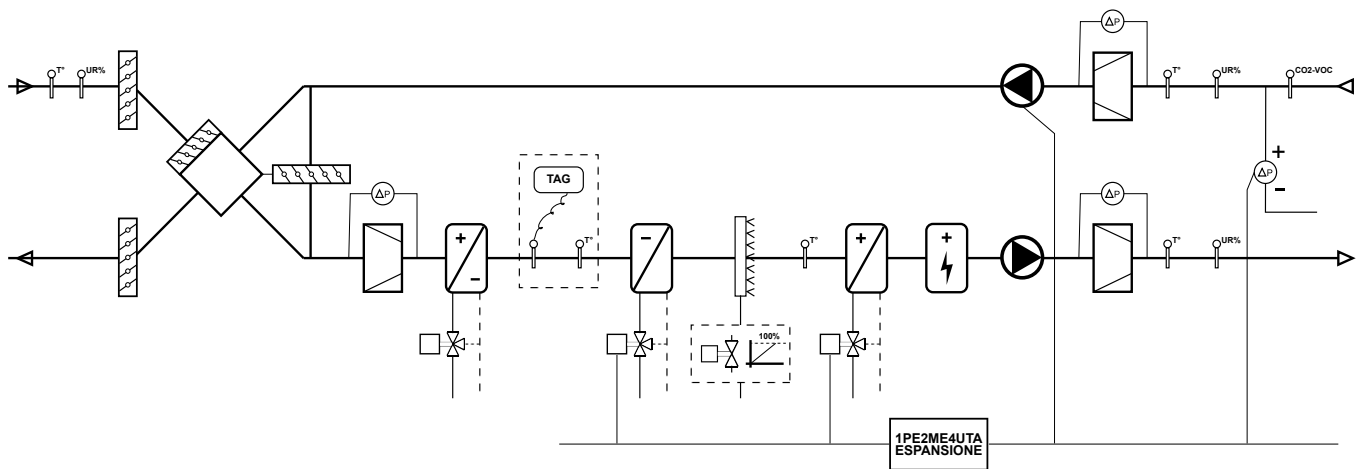 ΔP
T°
UR%
T°
UR%
CO2-VOC
+
ΔP
-
TAG
ΔP
ΔP
+
-
T°
-
T°
+
+
T°
UR%
100%
1PE2ME4UTA
ESPANSIONE